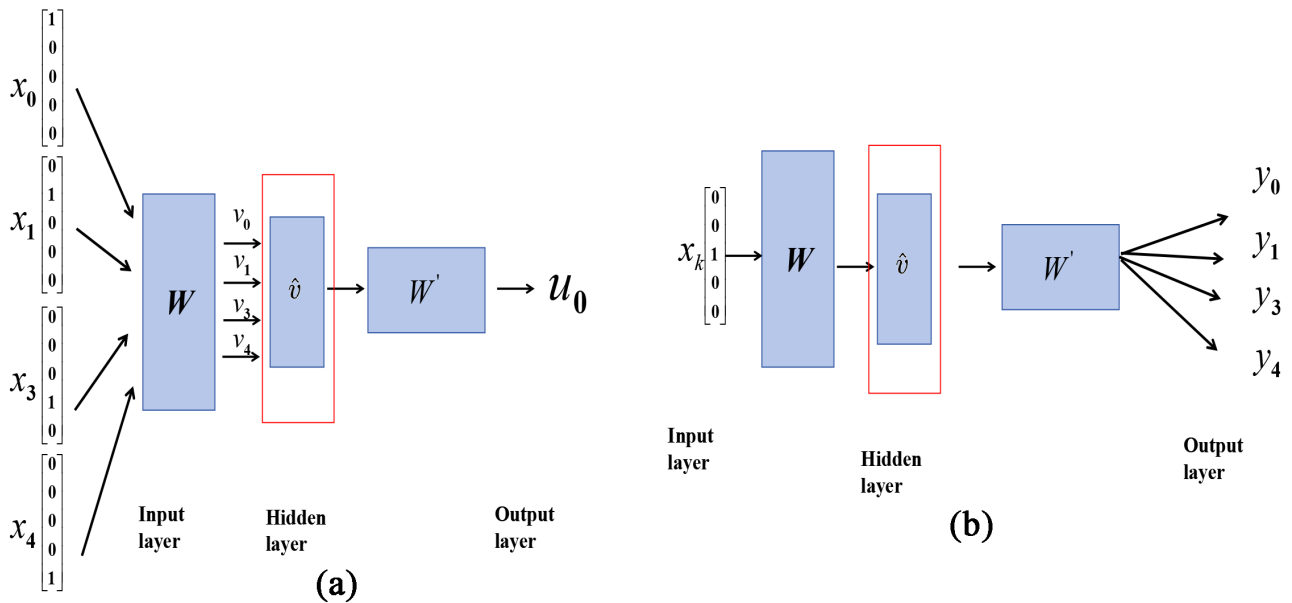 x₀ [1 0 0 0 0]
x₁ [0 1 0 0 0]
x₃ [0 0 0 1 0]
x₄ [0 0 0 0 1]
W
v₀
v₁
v₃
v₄
v̂
W'
u₀
Input
layer
Hidden
layer
Output
layer
(a)
xₖ [0 0 1 0 0]
W
v̂
W'
y₀
y₁
y₃
y₄
Input
layer
Hidden
layer
Output
layer
(b)